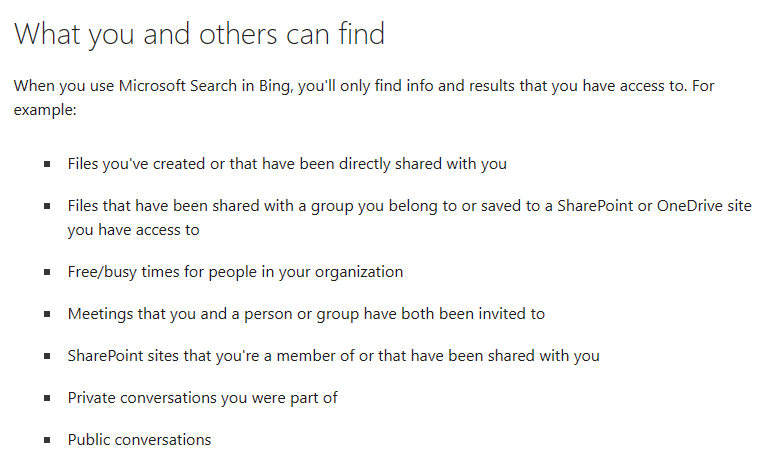 What you and others can find
When you use Microsoft Search in Bing, you'll only find info and results that you have access to. For
example:
Files you've created or that have been directly shared with you
Files that have been shared with a group you belong to or saved to a SharePoint or OneDrive site
you have access to
Free/busy times for people in your organization
Meetings that you and a person or group have both been invited to
SharePoint sites that you're a member of or that have been shared with you
Private conversations you were part of
Public conversations